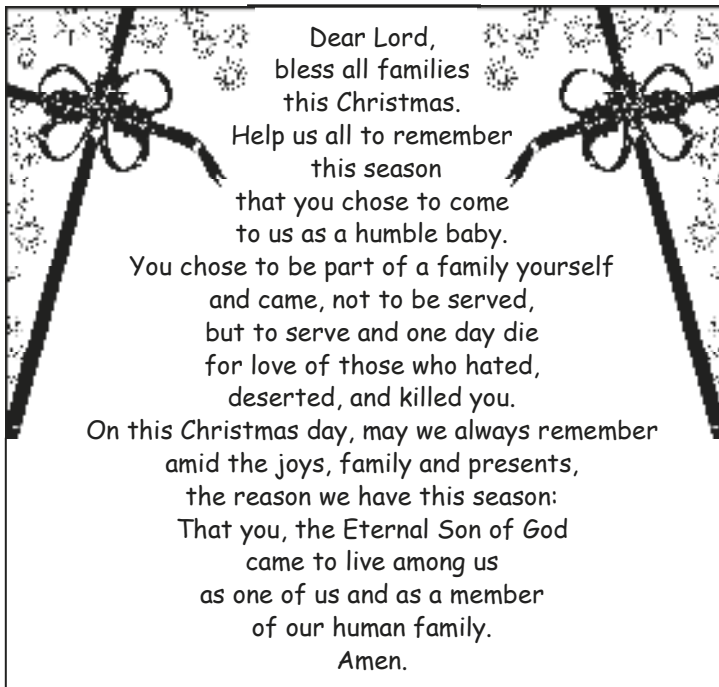 Dear Lord,
bless all families
this Christmas.
Help us all to remember
this season
that you chose to come
to us as a humble baby.
You chose to be part of a family yourself
and came, not to be served,
but to serve and one day die
for love of those who hated,
deserted, and killed you.
On this Christmas day, may we always remember
amid the joys, family and presents,
the reason we have this season:
That you, the Eternal Son of God
came to live among us
as one of us and as a member
of our human family.
Amen.